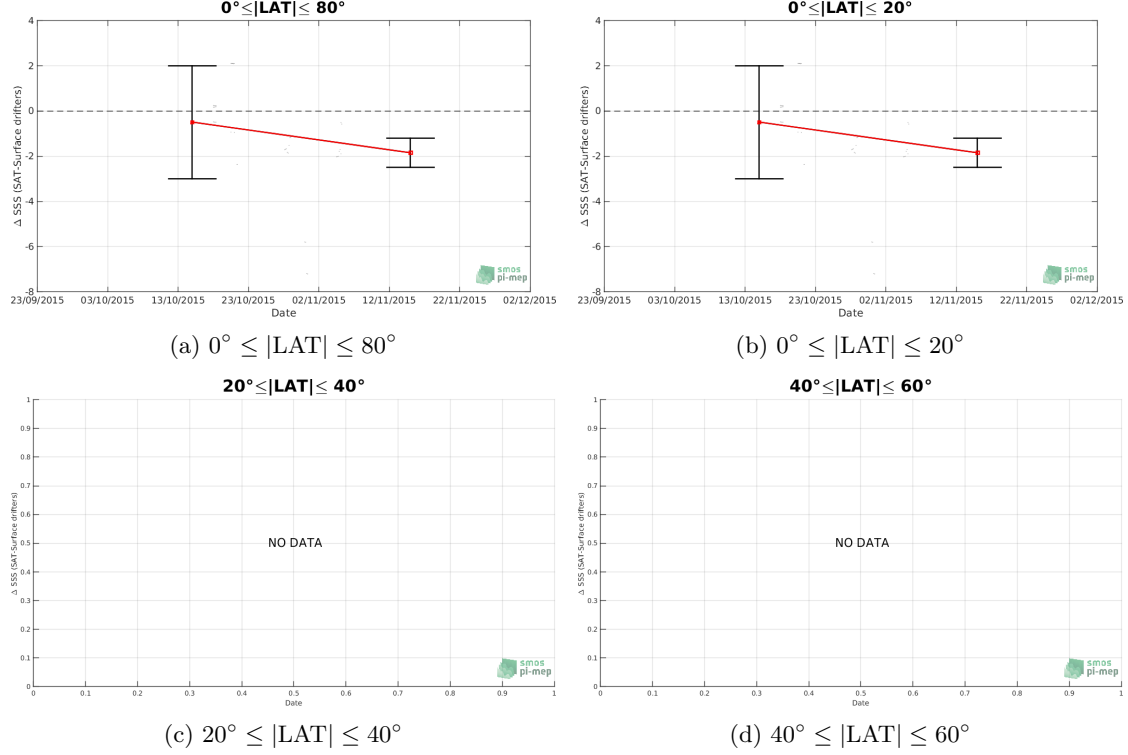 0°≤|LAT|≤ 80°
Δ SSS (SAT-Surface drifters)
4
2
0
-2
-4
-6
-8
23/09/2015 03/10/2015 13/10/2015 23/10/2015 02/11/2015 12/11/2015 22/11/2015 02/12/2015
Date
smos
pi-mep
(a) 0° ≤ |LAT| ≤ 80°
0°≤|LAT|≤ 20°
Δ SSS (SAT-Surface drifters)
4
2
0
-2
-4
-6
-8
23/09/2015 03/10/2015 13/10/2015 23/10/2015 02/11/2015 12/11/2015 22/11/2015 02/12/2015
Date
smos
pi-mep
(b) 0° ≤ |LAT| ≤ 20°
20°≤|LAT|≤ 40°
Δ SSS (SAT-Surface drifters)
1
0.9
0.8
0.7
0.6
0.5
0.4
0.3
0.2
0.1
0
NO DATA
0 0.1 0.2 0.3 0.4 0.5 0.6 0.7 0.8 0.9 1
Date
smos
pi-mep
(c) 20° ≤ |LAT| ≤ 40°
40°≤|LAT|≤ 60°
Δ SSS (SAT-Surface drifters)
1
0.9
0.8
0.7
0.6
0.5
0.4
0.3
0.2
0.1
0
NO DATA
0 0.1 0.2 0.3 0.4 0.5 0.6 0.7 0.8 0.9 1
Date
smos
pi-mep
(d) 40° ≤ |LAT| ≤ 60°